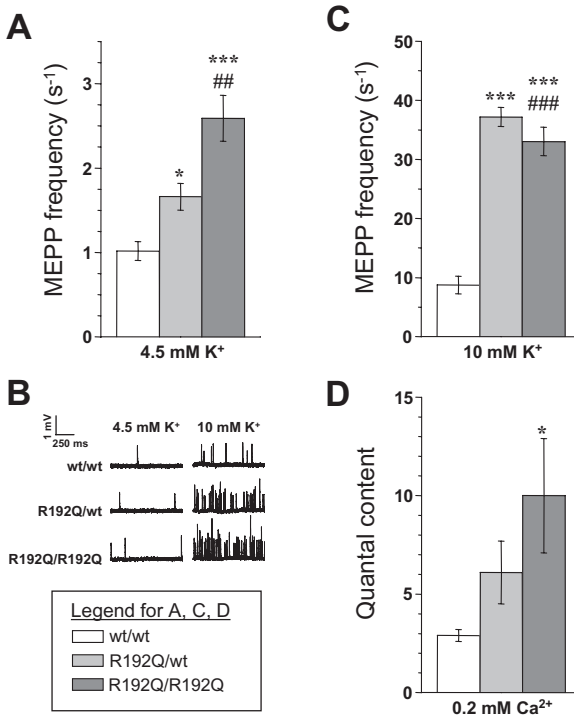 A
MEPP frequency (s⁻¹)
3
2
1
0
***
##
*
4.5 mM K⁺
B
1 mV
250 ms
4.5 mM K⁺
10 mM K⁺
wt/wt
R192Q/wt
R192Q/R192Q
Legend for A, C, D
wt/wt
R192Q/wt
R192Q/R192Q
C
MEPP frequency (s⁻¹)
50
40
30
20
10
0
***
***
###
10 mM K⁺
D
Quantal content
15
10
5
0
*
0.2 mM Ca²⁺